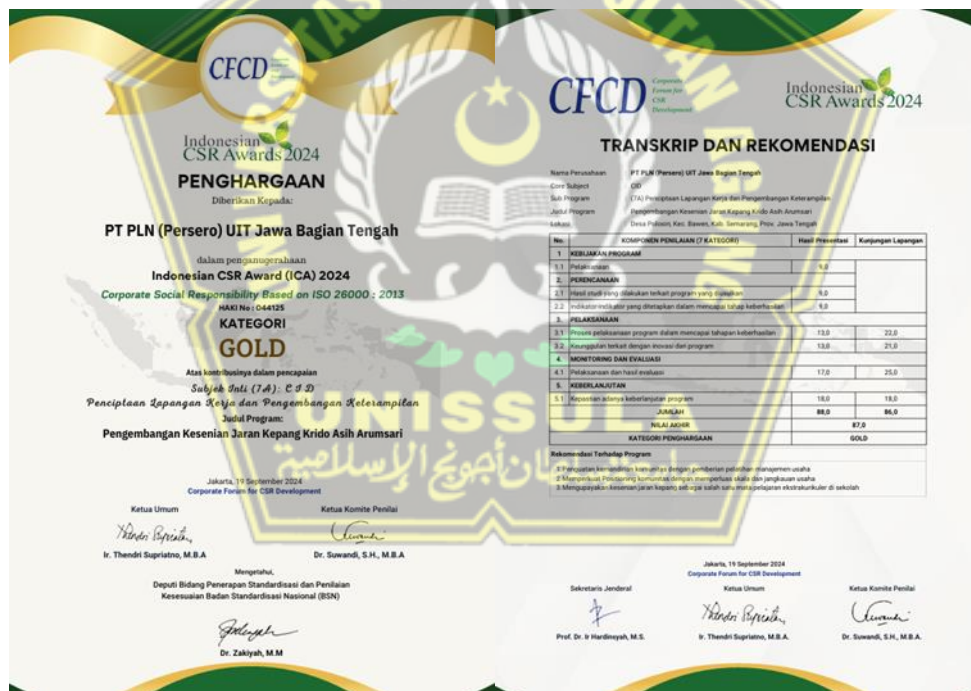 CFCD
Indonesian
CSR Awards 2024
PENGHARGAAN
Diberikan Kepada:
PT PLN (Persero) UIT Jawa Bagian Tengah
dalam penganugerahaan
Indonesian CSR Award (ICA) 2024
Corporate Social Responsibility Based on ISO 26000 : 2013
HAKI No : 044125
KATEGORI
GOLD
Atas kontribusinya dalam pencapaian
Subjek Inti (7A): C I D
Penciptaan Lapangan Kerja dan Pengembangan Keterampilan
Judul Program:
Pengembangan Kesenian Jaran Kepang Krido Asih Arumsari
Jakarta, 19 September 2024
Corporate Forum for CSR Development
Ketua Umum Ketua Komite Penilai
Ir. Thendri Supriatno, M.B.A Dr. Suwandi, S.H., M.B.A
Mengetahui,
Deputi Bidang Penerapan Standardisasi dan Penilaian
Kesesuaian Badan Standardisasi Nasional (BSN)
Dr. Zakiyah, M.M
CFCD
Corporate
Forum for
CSR
Development
Indonesian
CSR Awards 2024
TRANSKRIP DAN REKOMENDASI
Nama Perusahaan : PT PLN (Persero) UIT Jawa Bagian Tengah
Core Subject : CID
Sub Program : (7A) Penciptaan Lapangan Kerja dan Pengembangan Keterampilan
Judul Program : Pengembangan Kesenian Jaran Kepang Krido Asih Arumsari
Lokasi : Desa Polosiri, Kec. Bawen, Kab. Semarang, Prov. Jawa Tengah
No. KOMPONEN PENILAIAN (7 KATEGORI) Hasil Presentasi Kunjungan Lapangan
1 KEBIJAKAN PROGRAM
1.1 Pelaksanaan 9,0
2. PERENCANAAN
2.1 Hasil studi yang dilakukan terkait program yang diajukan 9,0
2.2 Indikator-indikator yang ditetapkan dalam mencapai tahap keberhasilan 9,0
3. PELAKSANAAN
3.1 Proses pelaksanaan program dalam mencapai tahapan keberhasilan 13,0 22,0
3.2 Keunggulan terkait dengan inovasi dari program 13,0 21,0
4. MONITORING DAN EVALUASI
4.1 Pelaksanaan dan hasil evaluasi 17,0 25,0
5. KEBERLANJUTAN
5.1 Kepastian adanya keberlanjutan program 18,0 18,0
JUMLAH 88,0 86,0
NILAI AKHIR 87,0
KATEGORI PENGHARGAAN GOLD
Rekomendasi Terhadap Program
1. Penguatan kemandirian komunitas dengan pemberian pelatihan manajemen usaha
2. Memperkuat Positioning komunitas dengan memperluas skala dan jangkauan usaha
3. Mengupayakan kesenian jaran kepang sebagai salah satu mata pelajaran ekstrakurikuler di sekolah
Jakarta, 19 September 2024
Corporate Forum for CSR Development
Sekretaris Jenderal Ketua Umum Ketua Komite Penilai
Prof. Dr. Ir Hardinsyah, M.S. Ir. Thendri Supriatno, M.B.A. Dr. Suwandi, S.H., M.B.A.
UNISSULA